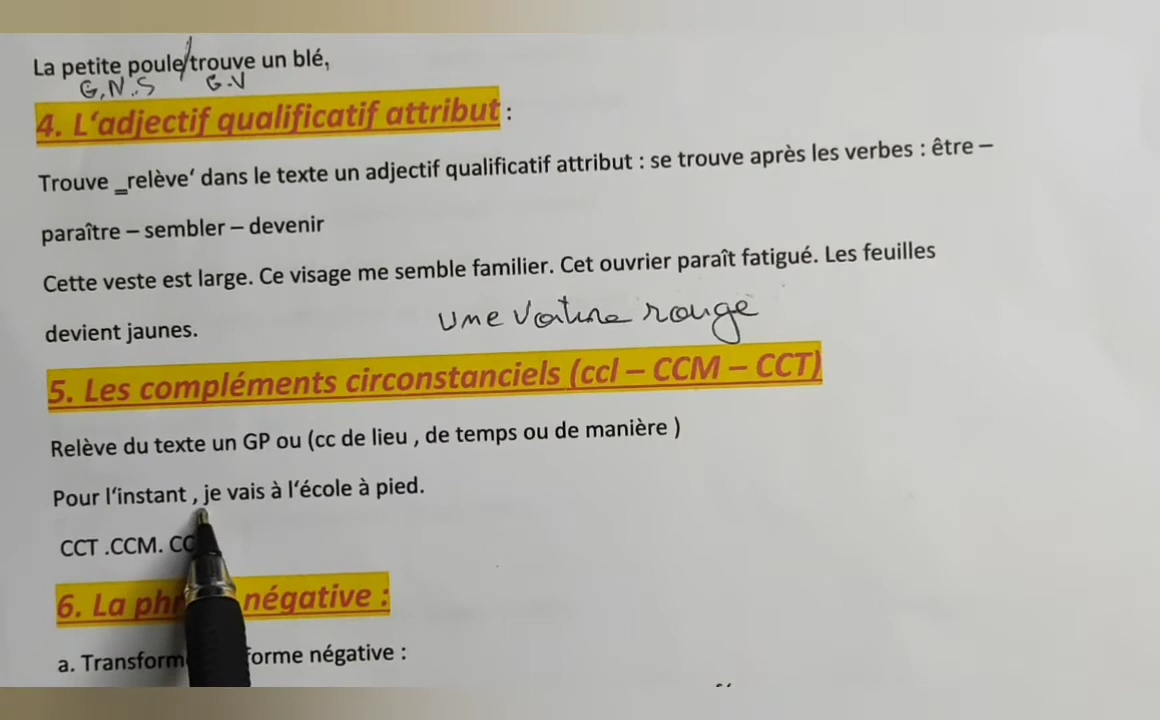 La petite poule/trouve un blé,
G.N.S G.V
4. L'adjectif qualificatif attribut :
Trouve _relève' dans le texte un adjectif qualificatif attribut : se trouve après les verbes : être –
paraître – sembler – devenir
Cette veste est large. Ce visage me semble familier. Cet ouvrier paraît fatigué. Les feuilles
devient jaunes.
une voiture rouge
5. Les compléments circonstanciels (ccl – CCM – CCT)
Relève du texte un GP ou (cc de lieu , de temps ou de manière )
Pour l'instant , je vais à l'école à pied.
CCT .CCM. CC
6. La ph négative :
a. Transform forme négative :